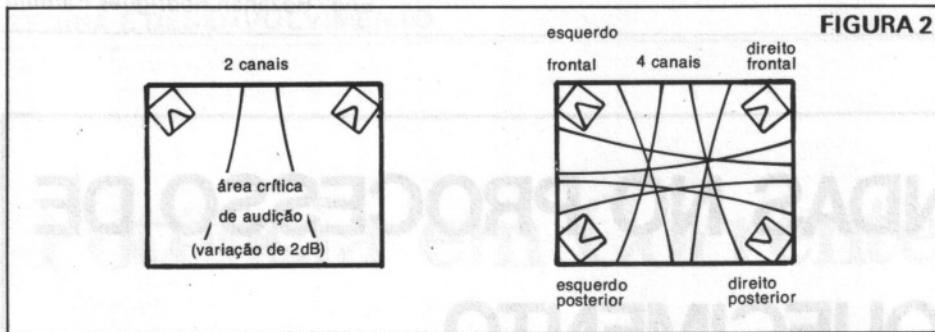 FIGURA 2
2 canais
área crítica
de audição
(variação de 2dB)
esquerdo
frontal
4 canais
direito
frontal
esquerdo
posterior
direito
posterior